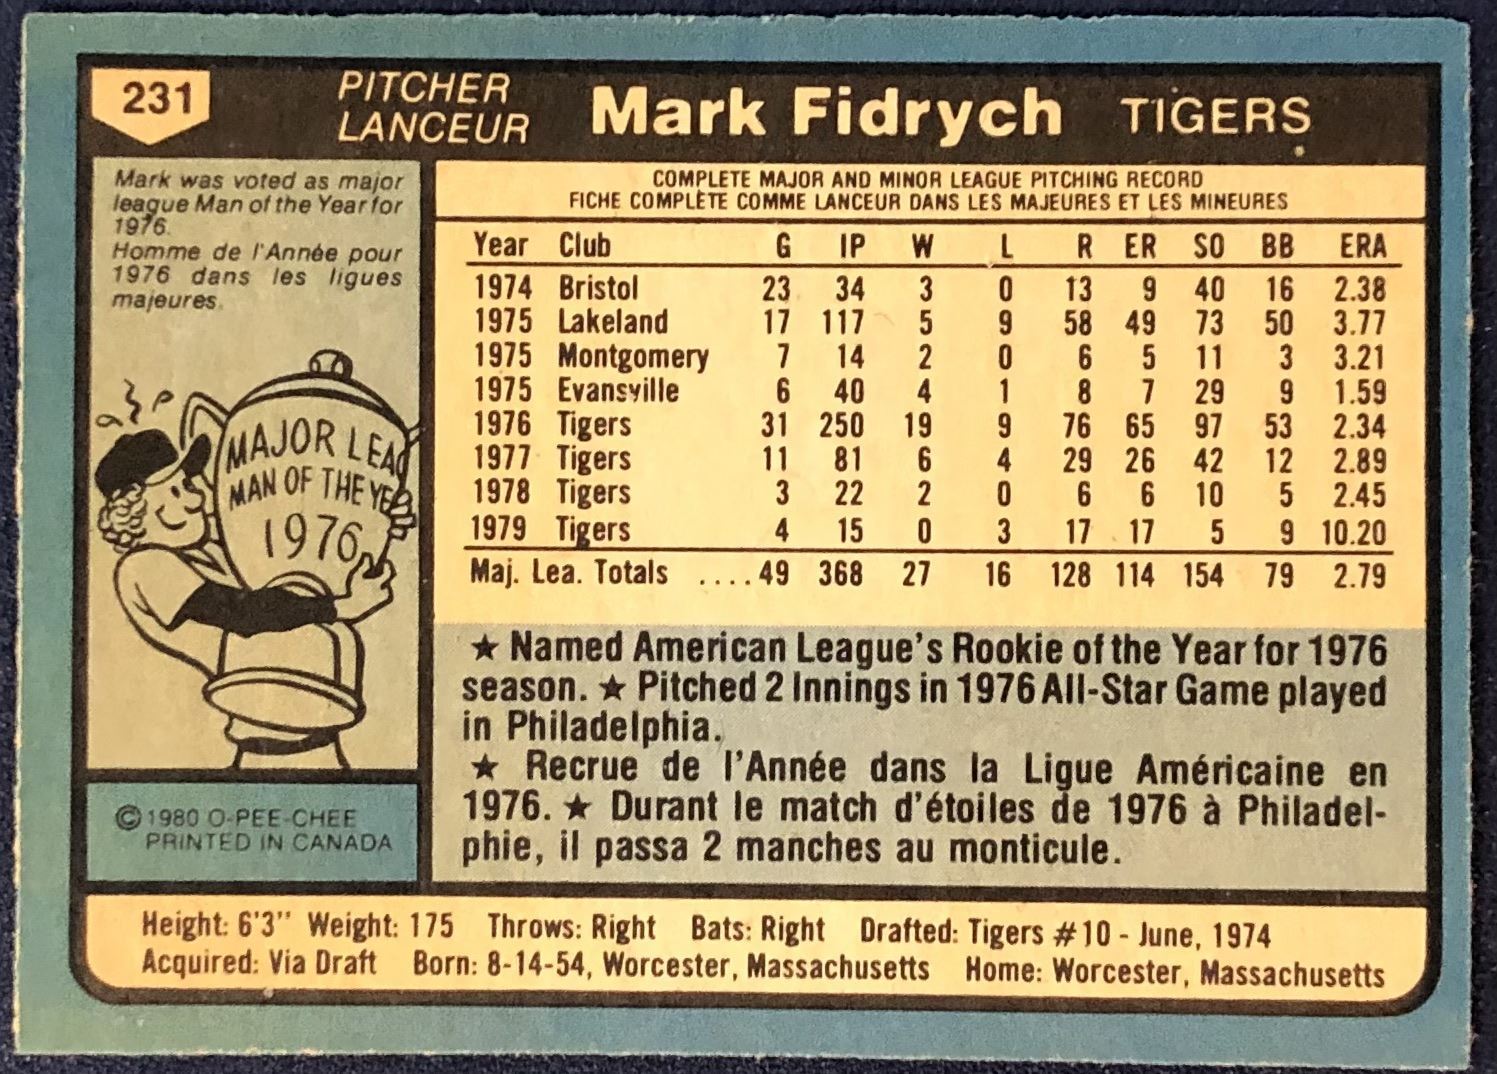 231
PITCHER
LANCEUR
Mark Fidrych
TIGERS
Mark was voted as major
league Man of the Year for
1976.
Homme de l'Année pour
1976 dans les ligues
majeures.
MAJOR LEAG
MAN OF THE YE
1976
© 1980 O-PEE-CHEE
PRINTED IN CANADA
COMPLETE MAJOR AND MINOR LEAGUE PITCHING RECORD
FICHE COMPLÈTE COMME LANCEUR DANS LES MAJEURES ET LES MINEURES
Year Club G IP W L R ER SO BB ERA
1974 Bristol 23 34 3 0 13 9 40 16 2.38
1975 Lakeland 17 117 5 9 58 49 73 50 3.77
1975 Montgomery 7 14 2 0 6 5 11 3 3.21
1975 Evansville 6 40 4 1 8 7 29 9 1.59
1976 Tigers 31 250 19 9 76 65 97 53 2.34
1977 Tigers 11 81 6 4 29 26 42 12 2.89
1978 Tigers 3 22 2 0 6 6 10 5 2.45
1979 Tigers 4 15 0 3 17 17 5 9 10.20
Maj. Lea. Totals ....49 368 27 16 128 114 154 79 2.79
★ Named American League's Rookie of the Year for 1976
season. ★ Pitched 2 Innings in 1976 All-Star Game played
in Philadelphia.
★ Recrue de l'Année dans la Ligue Américaine en
1976. ★ Durant le match d'étoiles de 1976 à Philadel-
phie, il passa 2 manches au monticule.
Height: 6'3" Weight: 175 Throws: Right Bats: Right Drafted: Tigers #10 - June, 1974
Acquired: Via Draft Born: 8-14-54, Worcester, Massachusetts Home: Worcester, Massachusetts